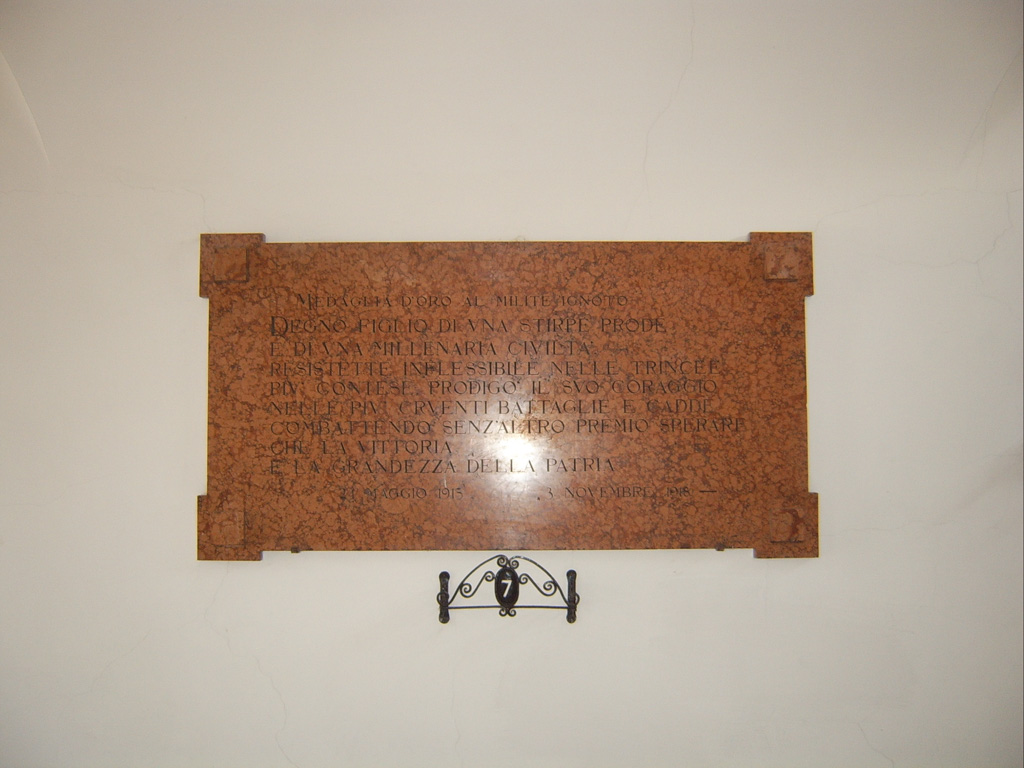 MEDAGLIA D'ORO AL MILITE IGNOTO
DEGNO FIGLIO DI VNA STIRPE PRODE
E DI VNA MILLENARIA CIVILTA'
RESISTETTE INFLESSIBILE NELLE TRINCEE
PIV' CONTESE PRODIGO' IL SVO CORAGGIO
NELLE PIV' CRVENTI BATTAGLIE E CADDE
COMBATTENDO SENZ'ALTRO PREMIO SPERARE
CHE LA VITTORIA
E LA GRANDEZZA DELLA PATRIA
MAGGIO 1915 3 NOVEMBRE 1918 —
7